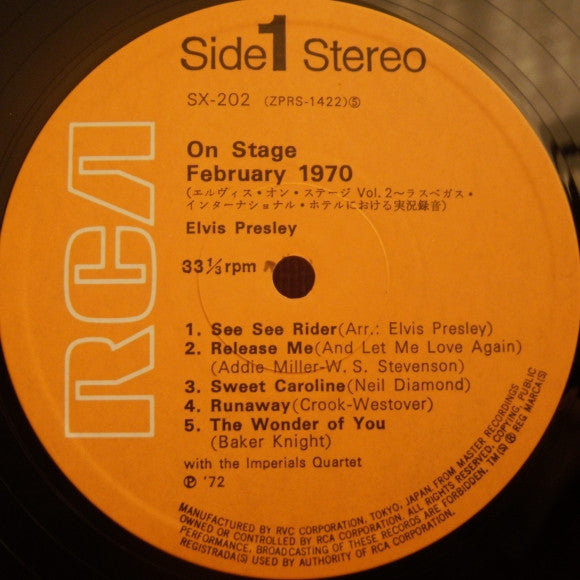 Side 1 Stereo
SX-202 (ZPRS-1422)Ⓢ
RCA
On Stage
February 1970
(エルヴィス・オン・ステージ Vol. 2〜ラスベガス・
インターナショナル・ホテルにおける実況録音)
Elvis Presley
33⅓rpm
1. See See Rider(Arr.: Elvis Presley)
2. Release Me(And Let Me Love Again)
(Addie Miller-W. S. Stevenson)
3. Sweet Caroline(Neil Diamond)
4. Runaway(Crook-Westover)
5. The Wonder of You
(Baker Knight)
with the Imperials Quartet
Ⓟ '72
MANUFACTURED BY RVC CORPORATION, TOKYO, JAPAN FROM MASTER RECORDINGS
OWNED OR CONTROLLED BY RCA CORPORATION. ALL RIGHTS RESERVED. COPYING, PUBLIC
PERFORMANCE, BROADCASTING OF THESE RECORDS ARE FORBIDDEN. TM(S) ® REG MARCA(S)
REGISTRADA(S) USED BY AUTHORITY OF RCA CORPORATION.